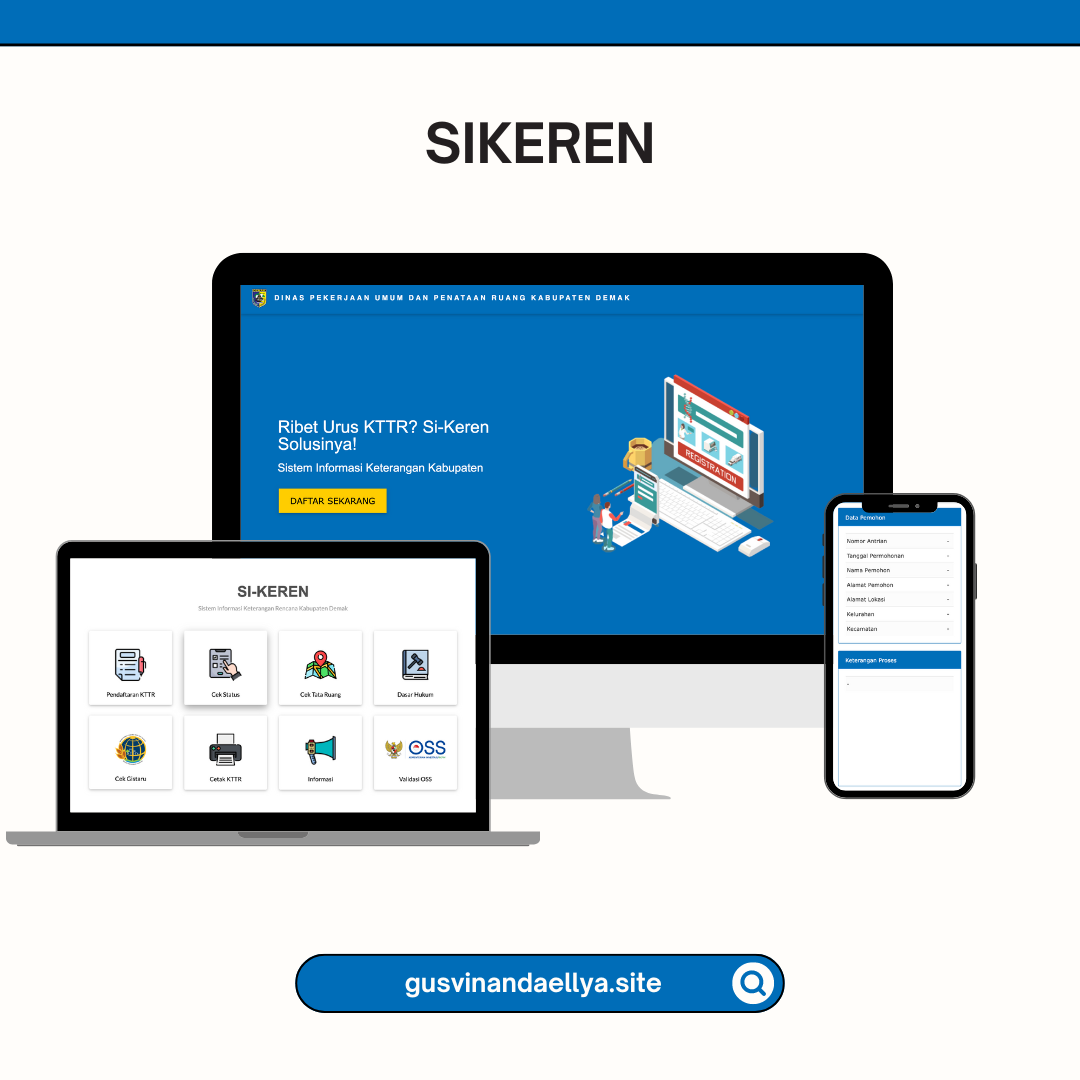 SIKEREN
DINAS PEKERJAAN UMUM DAN PENATAAN RUANG KABUPATEN DEMAK
Ribet Urus KTTR? Si-Keren
Solusinya!
Sistem Informasi Keterangan Kabupaten
DAFTAR SEKARANG
REGISTRATION
SI-KEREN
Sistem Informasi Keterangan Rencana Kabupaten Demak
Pendaftaran KTTR
Cek Status
Cek Tata Ruang
Dasar Hukum
Cek Gistaru
Cetak KTTR
Informasi
OSS
Validasi OSS
Data Pemohon
Nomor Antrian -
Tanggal Permohonan -
Nama Pemohon -
Alamat Pemohon -
Alamat Lokasi -
Kelurahan -
Kecamatan -
Keterangan Proses
-
gusvinandaellya.site